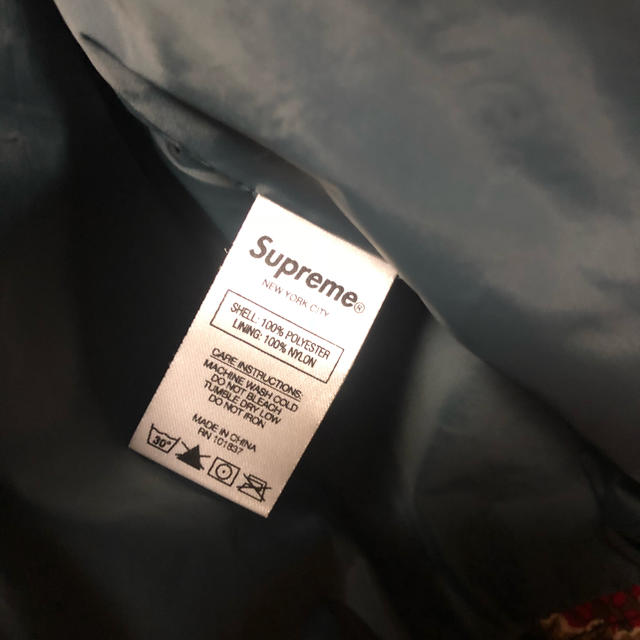 Supreme®
NEW YORK CITY
SHELL: 100% POLYESTER
LINING: 100% NYLON
CARE INSTRUCTIONS:
MACHINE WASH COLD
DO NOT BLEACH
TUMBLE DRY LOW
DO NOT IRON
MADE IN CHINA
RN 101837
30°